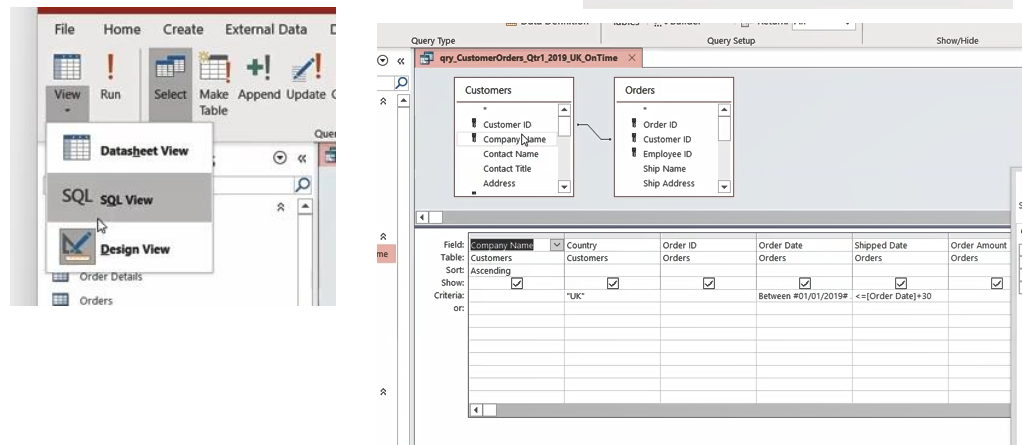 File Home Create External Data
View Run Select Make Table Append Update
Datasheet View
SQL SQL View
Design View
Order Details
Orders
Query Type Query Setup Show/Hide
qry_CustomerOrders_Qtr1_2019_UK_OnTime
Customers
*
Customer ID
Company Name
Contact Name
Contact Title
Address
Orders
*
Order ID
Customer ID
Employee ID
Ship Name
Ship Address
Field: Company Name Country Order ID Order Date Shipped Date Order Amount
Table: Customers Customers Orders Orders Orders Orders
Sort: Ascending
Show:
Criteria: "UK" Between #01/01/2019# <=[Order Date]+30
or: